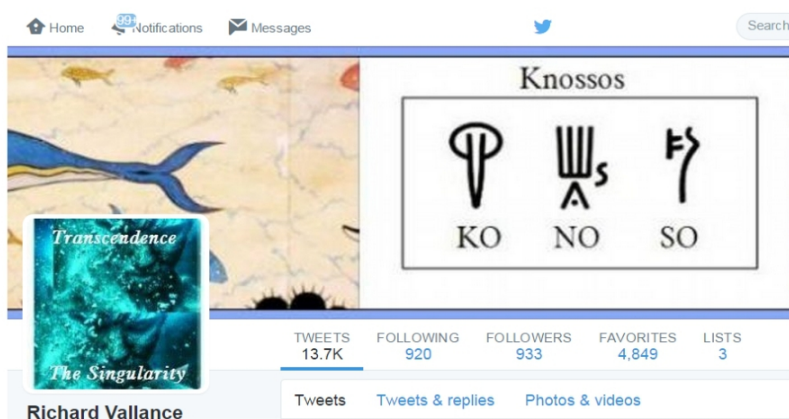 Home 99+ Notifications Messages Search
Knossos
𐀒 𐀜 𐀰
KO NO SO
Transcendence
The Singularity
TWEETS FOLLOWING FOLLOWERS FAVORITES LISTS
13.7K 920 933 4,849 3
Tweets Tweets & replies Photos & videos
Richard Vallance